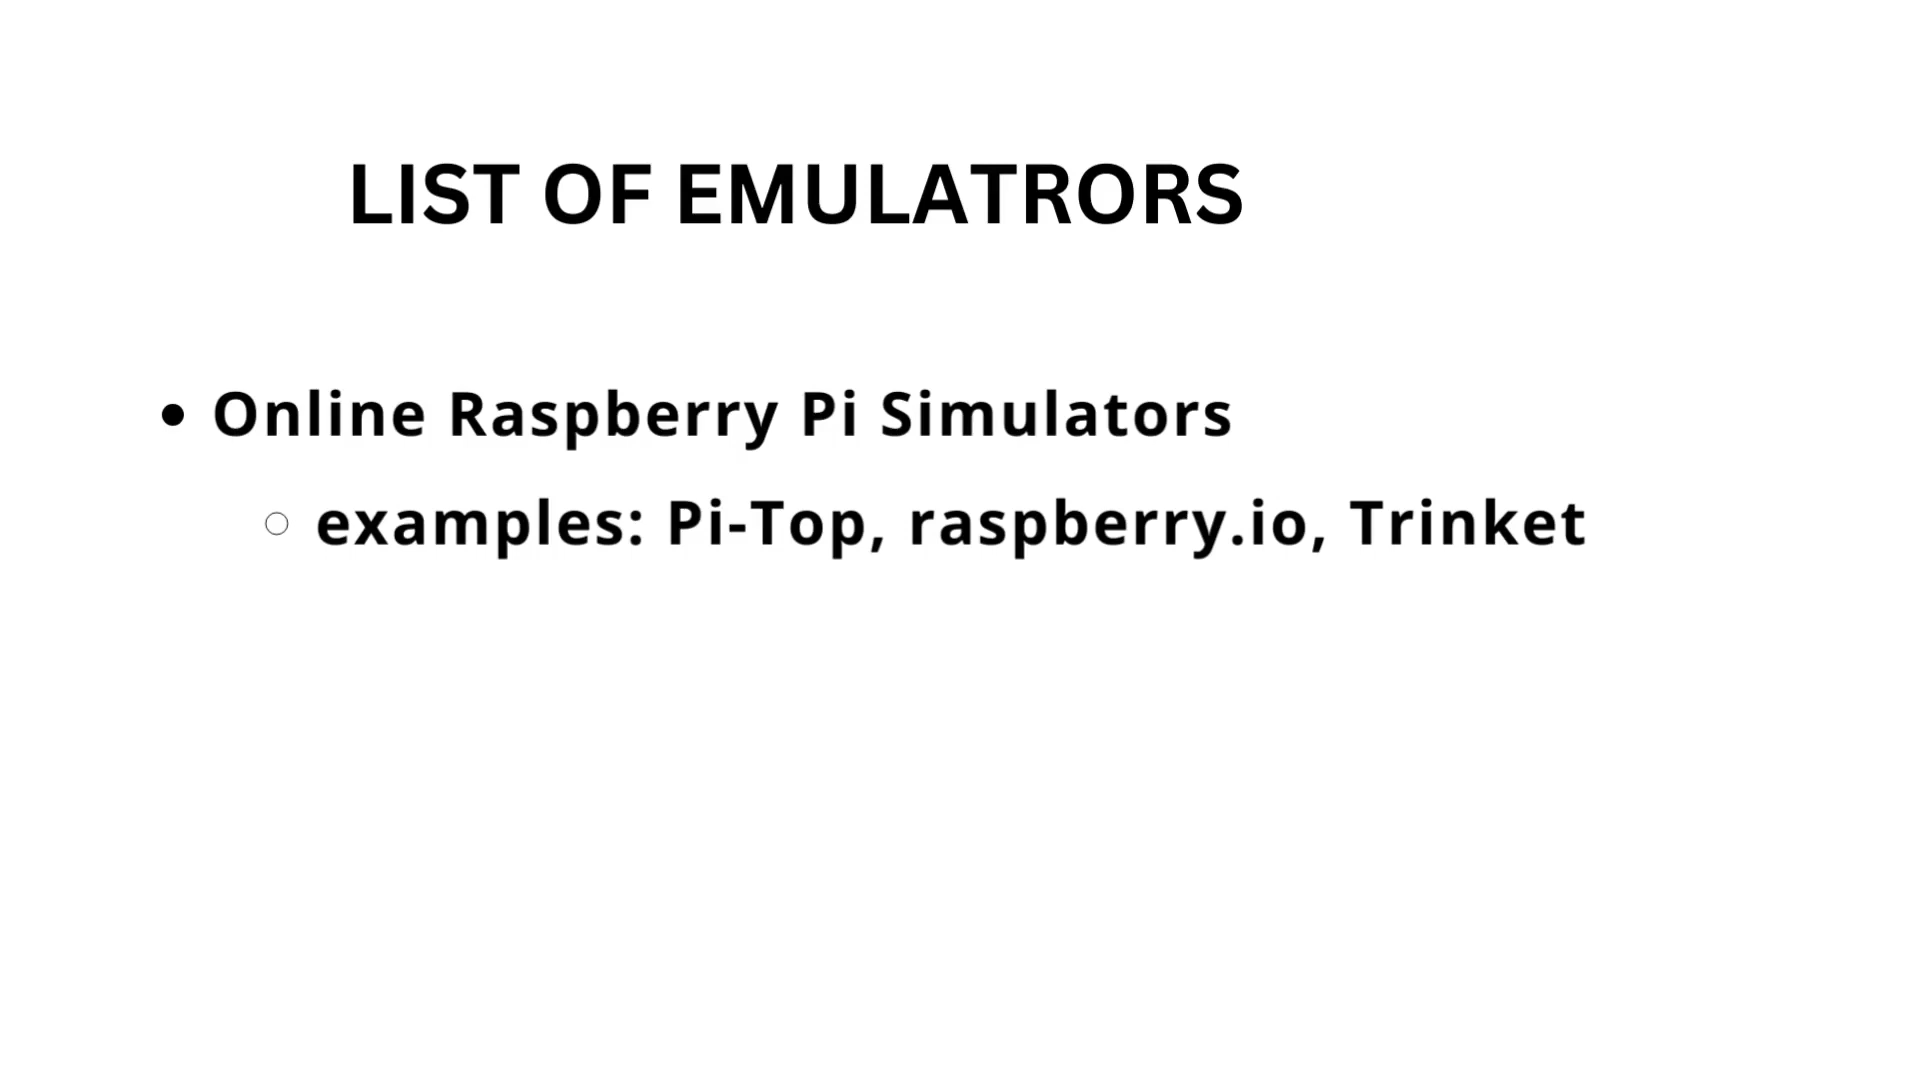 LIST OF EMULATRORS
• Online Raspberry Pi Simulators
○ examples: Pi-Top, raspberry.io, Trinket